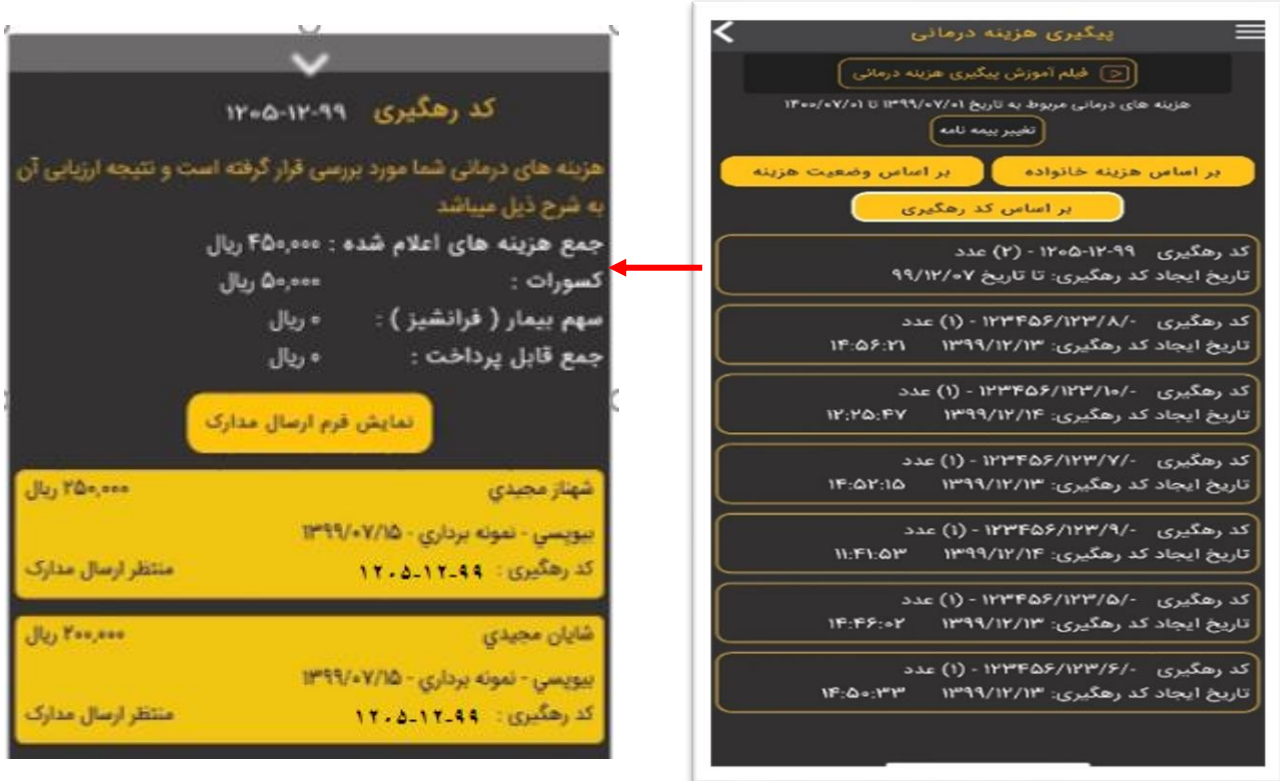 پیگیری هزینه درمانی
فیلم آموزش پیگیری هزینه درمانی
هزینه های درمانی مربوط به تاریخ ۱۳۹۹/۰۷/۰۱ تا ۱۴۰۰/۰۷/۰۱
تغییر بیمه نامه
بر اساس هزینه خانواده
بر اساس وضعیت هزینه
بر اساس کد رهگیری
کد رهگیری ۹۹-۱۲-۱۲۰۵ - (۲) عدد
تاریخ ایجاد کد رهگیری: تا تاریخ ۹۹/۱۲/۰۷
کد رهگیری -/۱۲۳۴۵۶/۱۲۳/۸ - (۱) عدد
تاریخ ایجاد کد رهگیری: ۱۳۹۹/۱۲/۱۳ ۱۴:۵۶:۲۱
کد رهگیری -/۱۲۳۴۵۶/۱۲۳/۱۰ - (۱) عدد
تاریخ ایجاد کد رهگیری: ۱۳۹۹/۱۲/۱۴ ۱۲:۲۵:۴۷
کد رهگیری -/۱۲۳۴۵۶/۱۲۳/۷ - (۱) عدد
تاریخ ایجاد کد رهگیری: ۱۳۹۹/۱۲/۱۳ ۱۴:۵۲:۱۵
کد رهگیری -/۱۲۳۴۵۶/۱۲۳/۹ - (۱) عدد
تاریخ ایجاد کد رهگیری: ۱۳۹۹/۱۲/۱۴ ۱۱:۴۱:۵۳
کد رهگیری -/۱۲۳۴۵۶/۱۲۳/۵ - (۱) عدد
تاریخ ایجاد کد رهگیری: ۱۳۹۹/۱۲/۱۳ ۱۴:۴۶:۰۲
کد رهگیری -/۱۲۳۴۵۶/۱۲۳/۶ - (۱) عدد
تاریخ ایجاد کد رهگیری: ۱۳۹۹/۱۲/۱۳ ۱۴:۵۰:۳۳
کد رهگیری ۹۹-۱۲-۱۲۰۵
هزینه های درمانی شما مورد بررسی قرار گرفته است و نتیجه ارزیابی آن
به شرح ذیل میباشد
جمع هزینه های اعلام شده : ۴۵۰,۰۰۰ ریال
کسورات : ۵۰,۰۰۰ ریال
سهم بیمار ( فرانشیز ) : ۰ ریال
جمع قابل پرداخت : ۰ ریال
نمایش فرم ارسال مدارک
شهناز مجيدي ۲۵۰,۰۰۰ ریال
بيوپسي - نمونه برداري - ۱۳۹۹/۰۷/۱۵
کد رهگیری : ۹۹-۱۲-۱۲۰۵ منتظر ارسال مدارک
شايان مجيدي ۲۰۰,۰۰۰ ریال
بيوپسي - نمونه برداري - ۱۳۹۹/۰۷/۱۵
کد رهگیری : ۹۹-۱۲-۱۲۰۵ منتظر ارسال مدارک